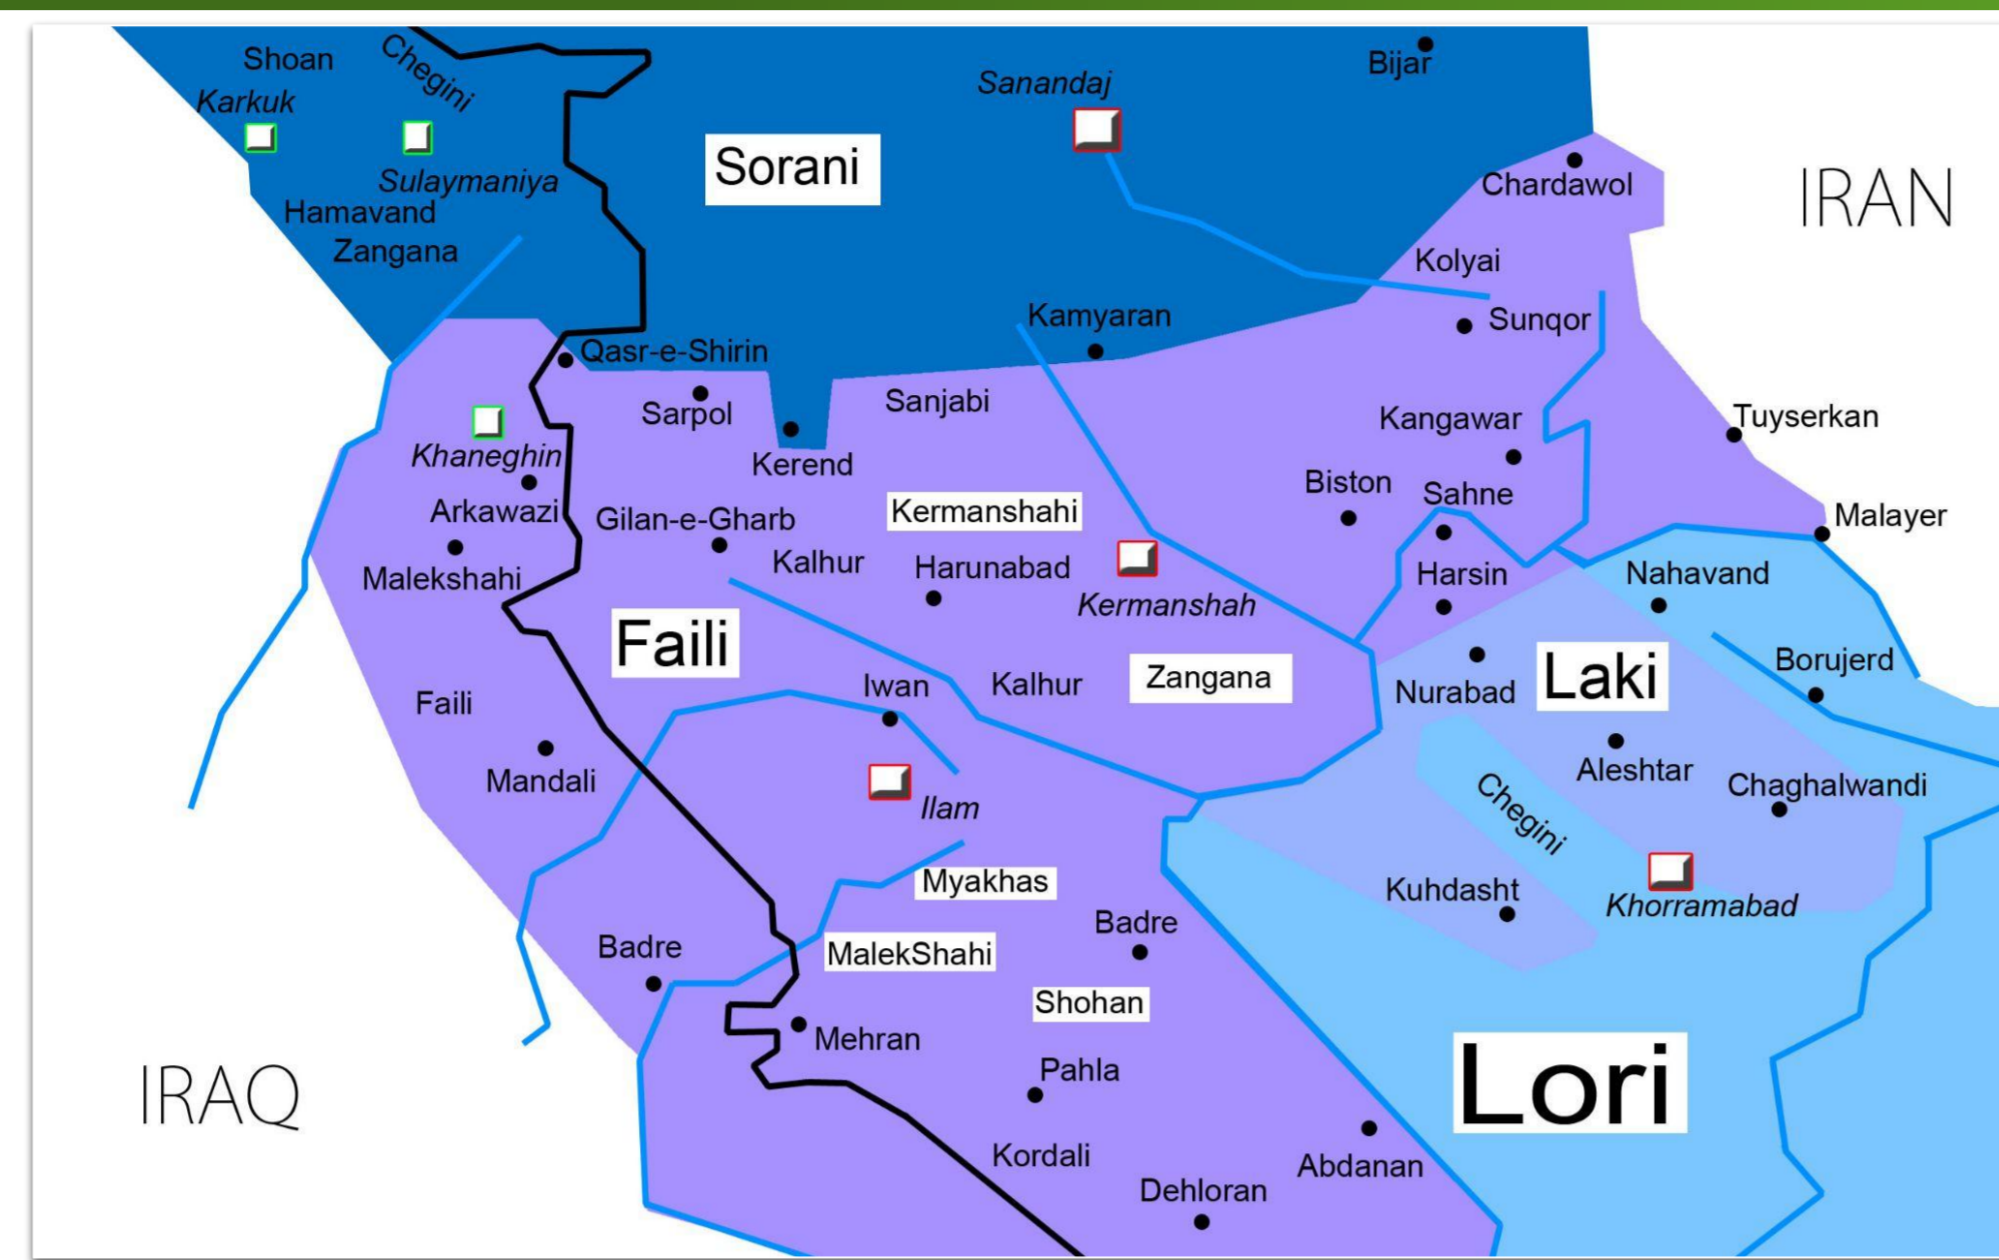 Shoan
Chegini
Karkuk
Sulaymaniya
Hamavand
Zangana
Sorani
Sanandaj
Bijar
IRAN
Chardawol
Kolyai
Sunqor
Kamyaran
Qasr-e-Shirin
Sarpol
Sanjabi
Kangawar
Tuyserkan
Khaneghin
Kerend
Biston
Sahne
Arkawazi
Gilan-e-Gharb
Kermanshahi
Malayer
Malekshahi
Kalhur
Harunabad
Kermanshah
Harsin
Nahavand
Faili
Iwan
Kalhur
Zangana
Nurabad
Laki
Borujerd
Faili
Mandali
Ilam
Aleshtar
Chaghalwandi
Chegini
Myakhas
Kuhdasht
Khorramabad
Badre
Badre
MalekShahi
Shohan
Mehran
Pahla
Lori
IRAQ
Kordali
Abdanan
Dehloran